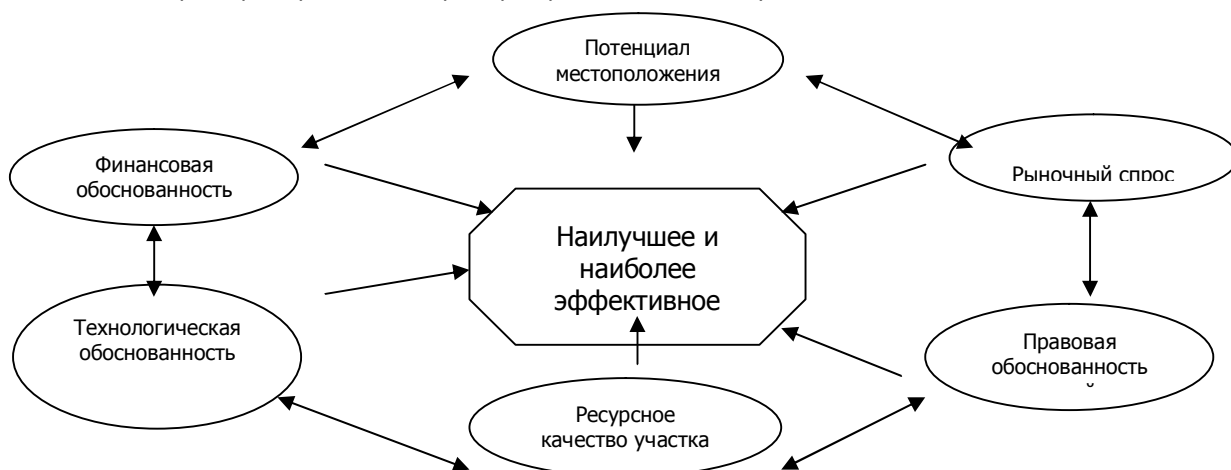 Потенциал
местоположения
Финансовая
обоснованность
Рыночный спрос
Наилучшее и
наиболее
эффективное
Технологическая
обоснованность
Правовая
обоснованность
Ресурсное
качество участка